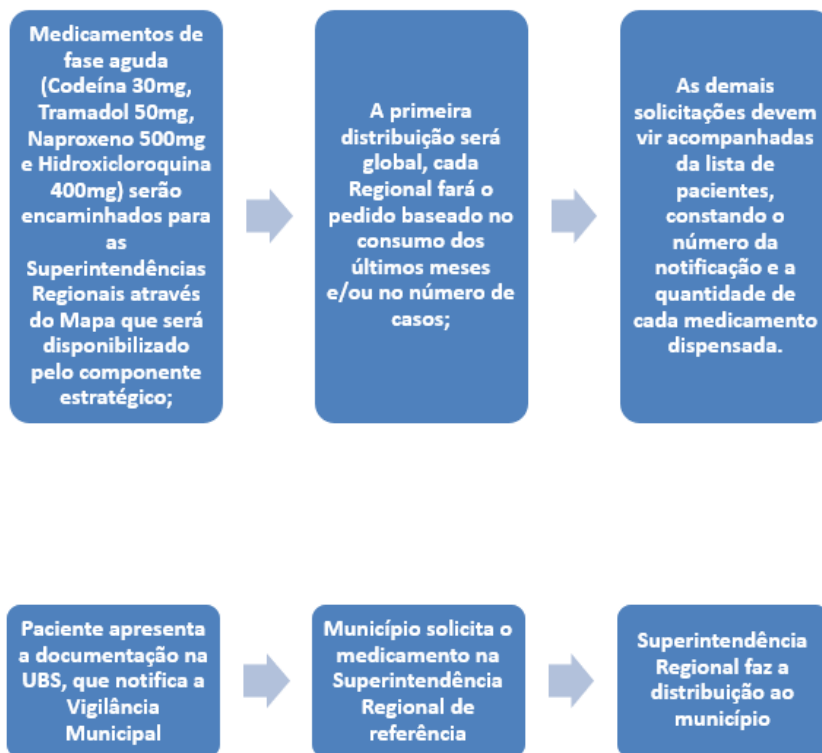 Medicamentos de
fase aguda
(Codeína 30mg,
Tramadol 50mg,
Naproxeno 500mg
e Hidroxicloroquina
400mg) serão
encaminhados para
as
Superintendências
Regionais através
do Mapa que será
disponibilizado
pelo componente
estratégico;
A primeira
distribuição será
global, cada
Regional fará o
pedido baseado no
consumo dos
últimos meses
e/ou no número de
casos;
As demais
solicitações devem
vir acompanhadas
da lista de
pacientes,
constando o
número da
notificação e a
quantidade de
cada medicamento
dispensada.
Paciente apresenta
a documentação na
UBS, que notifica a
Vigilância
Municipal
Município solicita o
medicamento na
Superintendência
Regional de
referência
Superintendência
Regional faz a
distribuição ao
município